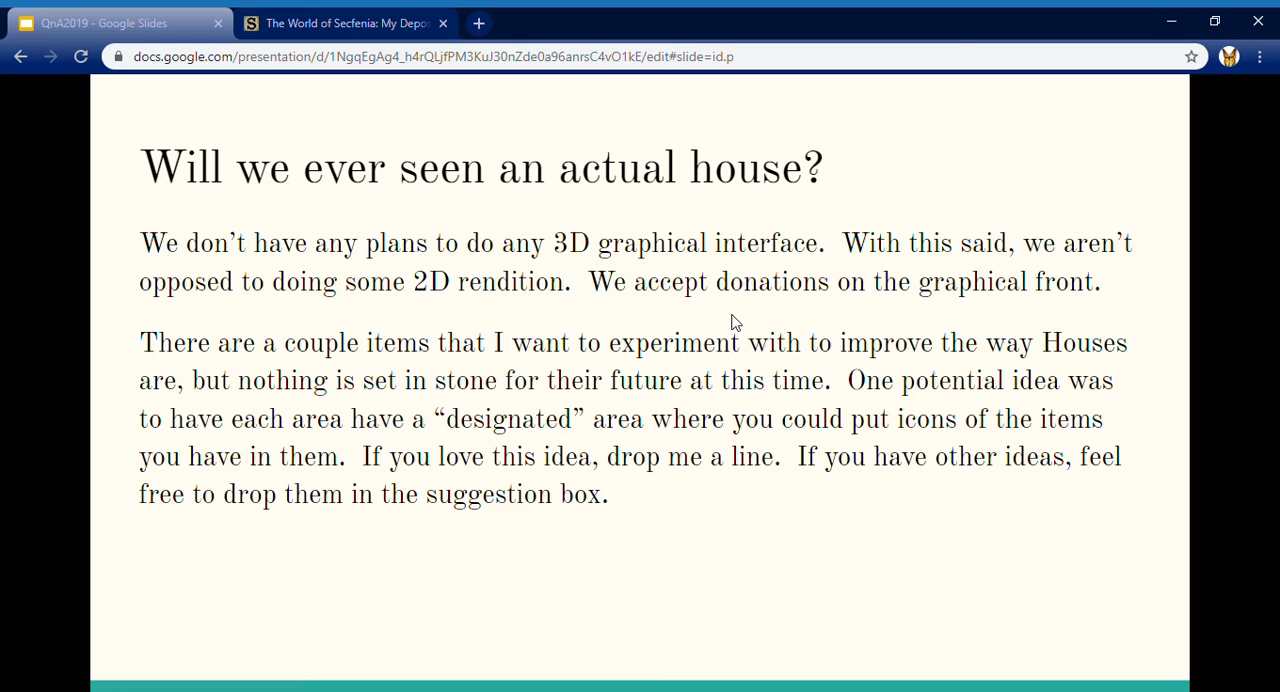 QnA2019 - Google Slides
The World of Secfenia: My Depos
docs.google.com/presentation/d/1NgqEgAg4_h4rQLjfPM3KuJ30nZde0a96anrsC4vO1kE/edit#slide=id.p
Will we ever seen an actual house?
We don’t have any plans to do any 3D graphical interface.  With this said, we aren’t
opposed to doing some 2D rendition.  We accept donations on the graphical front.
There are a couple items that I want to experiment with to improve the way Houses
are, but nothing is set in stone for their future at this time.  One potential idea was
to have each area have a “designated” area where you could put icons of the items
you have in them.  If you love this idea, drop me a line.  If you have other ideas, feel
free to drop them in the suggestion box.